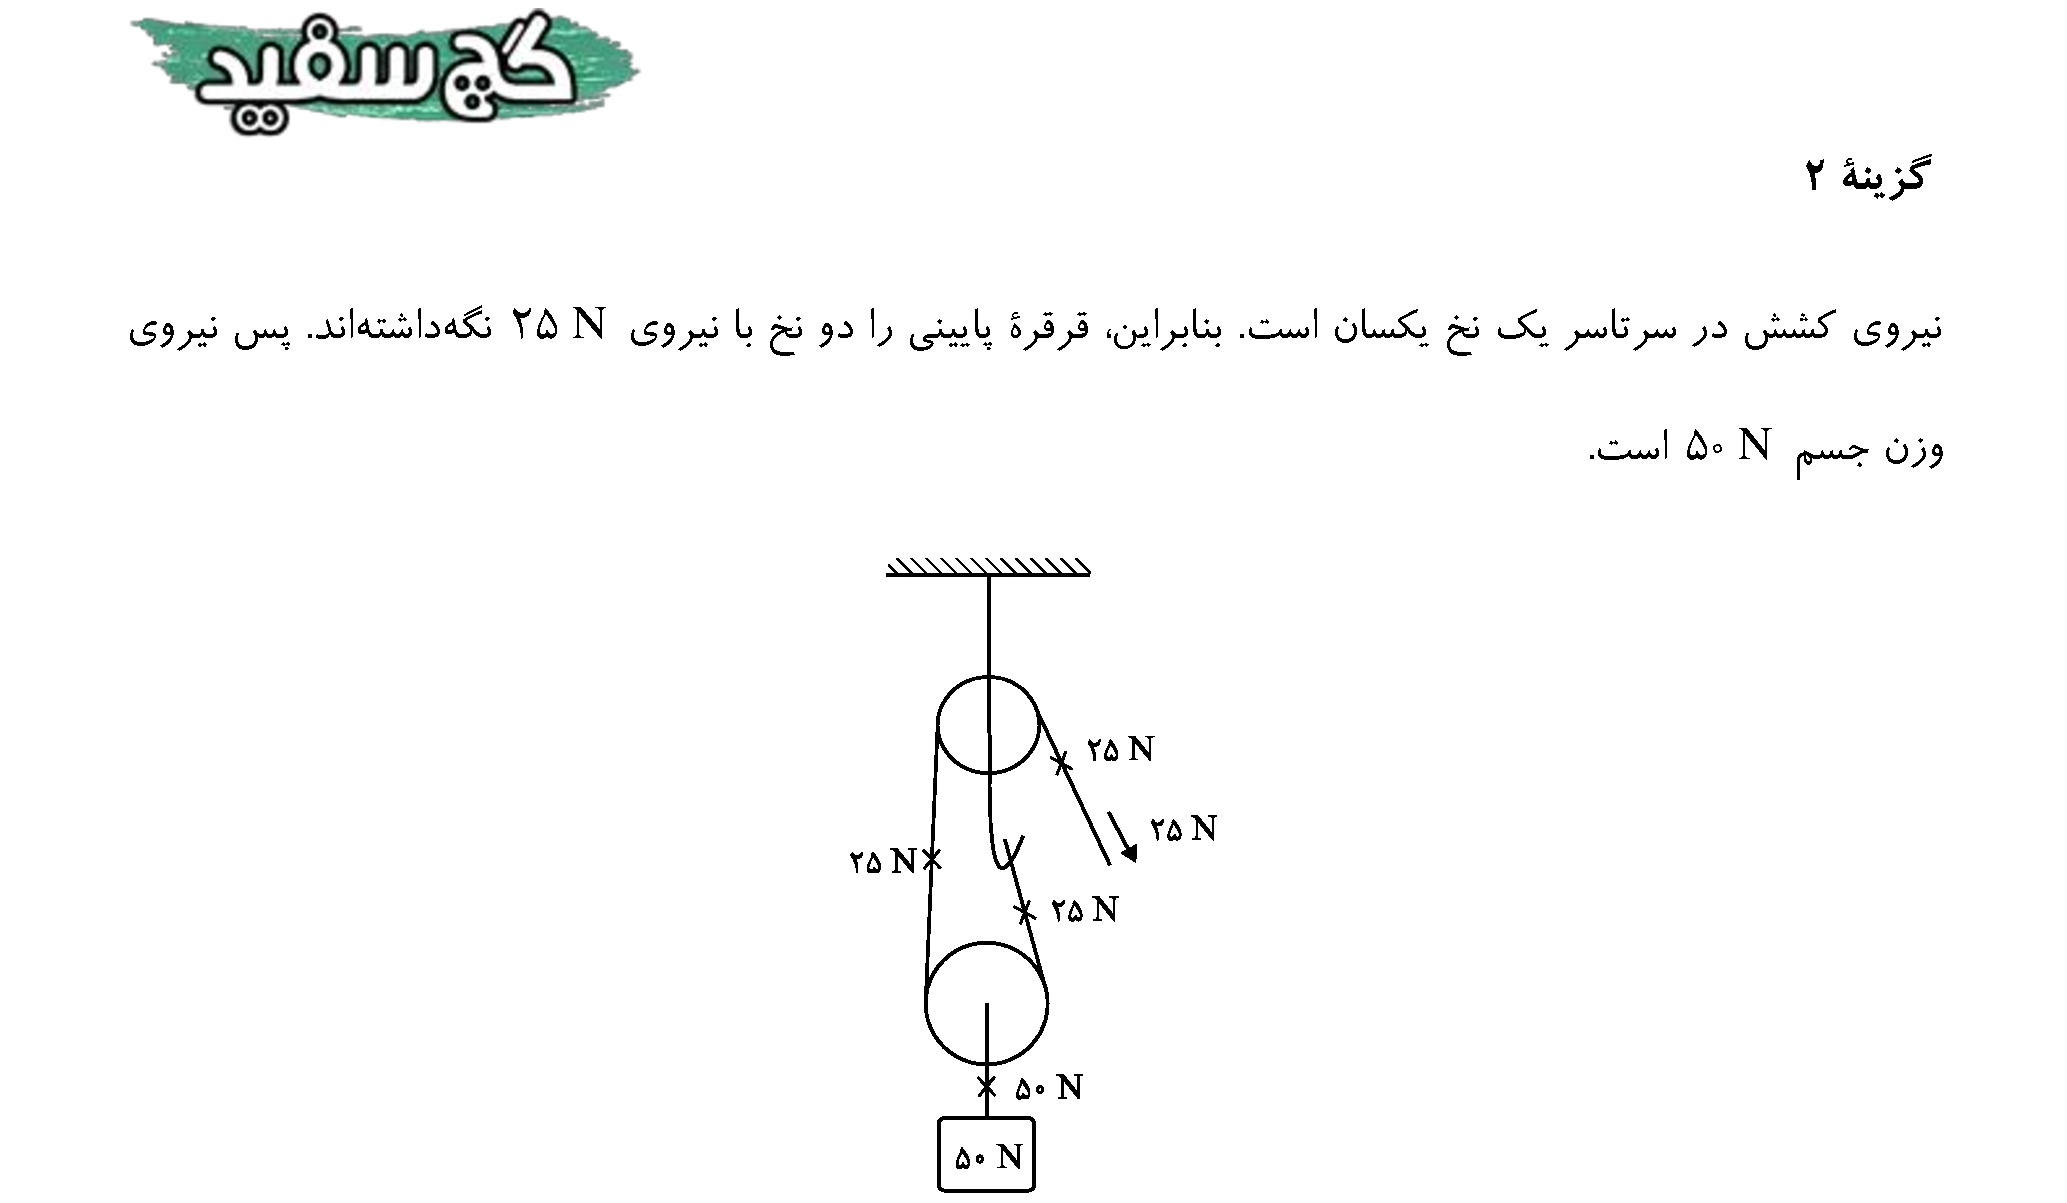 گچ سفید
گزینهٔ ۲
نیروی کشش در سرتاسر یک نخ یکسان است. بنابراین، قرقرهٔ پایینی را دو نخ با نیروی ۲۵ N نگه‌داشته‌اند. پس نیروی
وزن جسم ۵۰ N است.
۲۵ N
۲۵ N
۲۵ N
۲۵ N
۵۰ N
۵۰ N